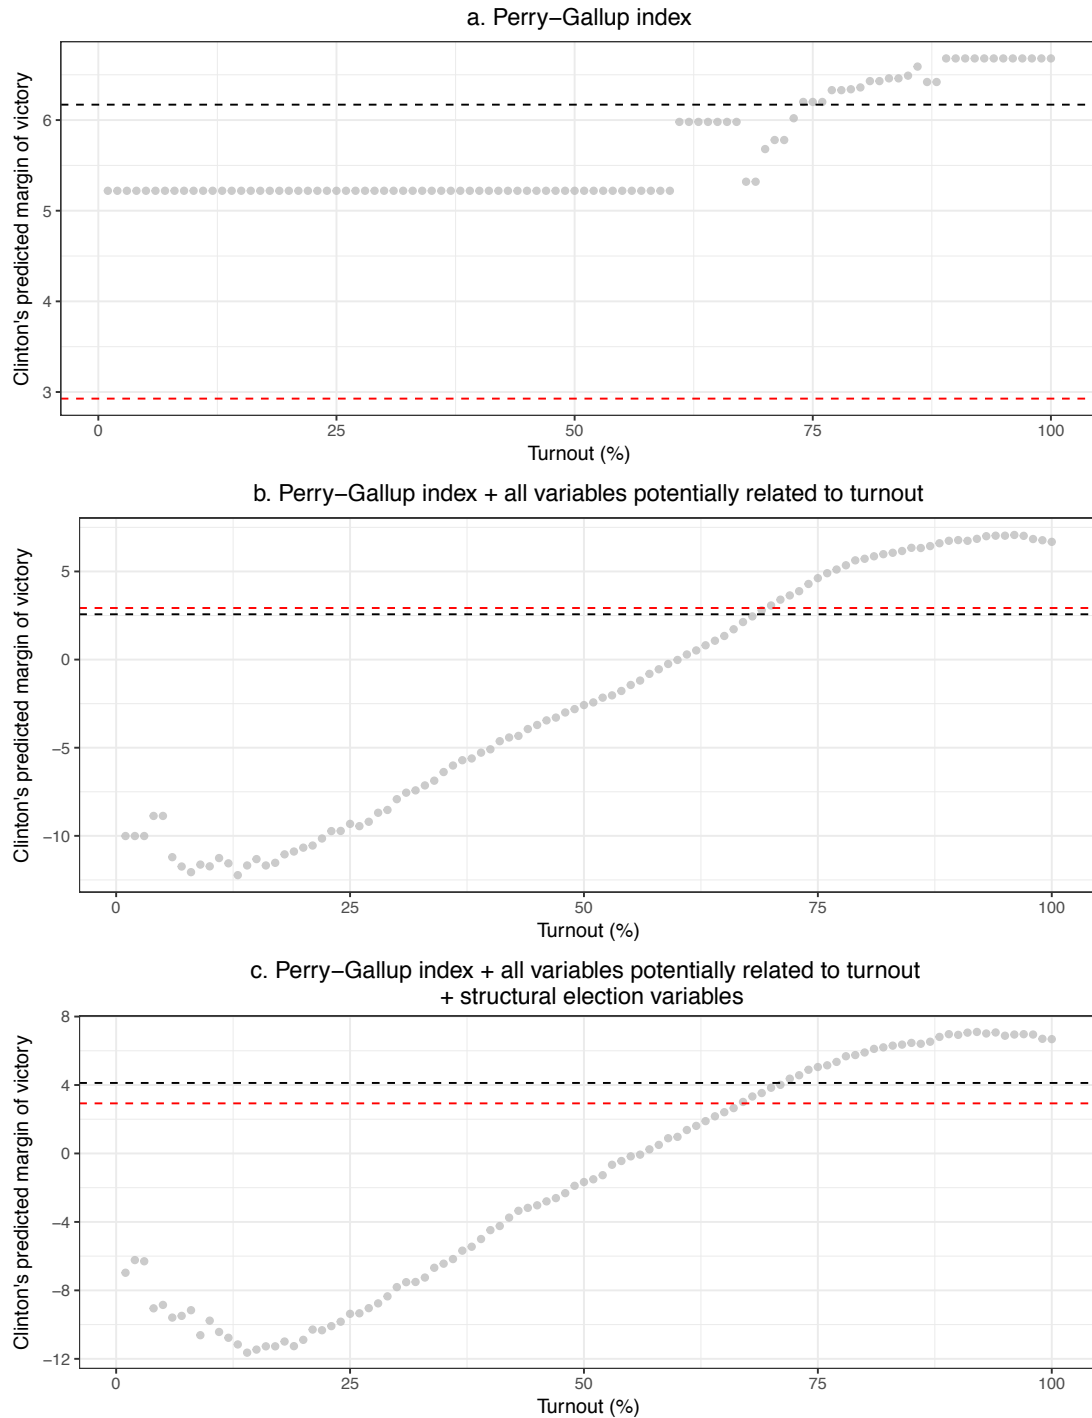 a. Perry−Gallup index
Clinton's predicted margin of victory
6
5
4
3
0 25 50 75 100
Turnout (%)
b. Perry−Gallup index + all variables potentially related to turnout
Clinton's predicted margin of victory
5
0
−5
−10
0 25 50 75 100
Turnout (%)
c. Perry−Gallup index + all variables potentially related to turnout
+ structural election variables
Clinton's predicted margin of victory
8
4
0
−4
−8
−12
0 25 50 75 100
Turnout (%)